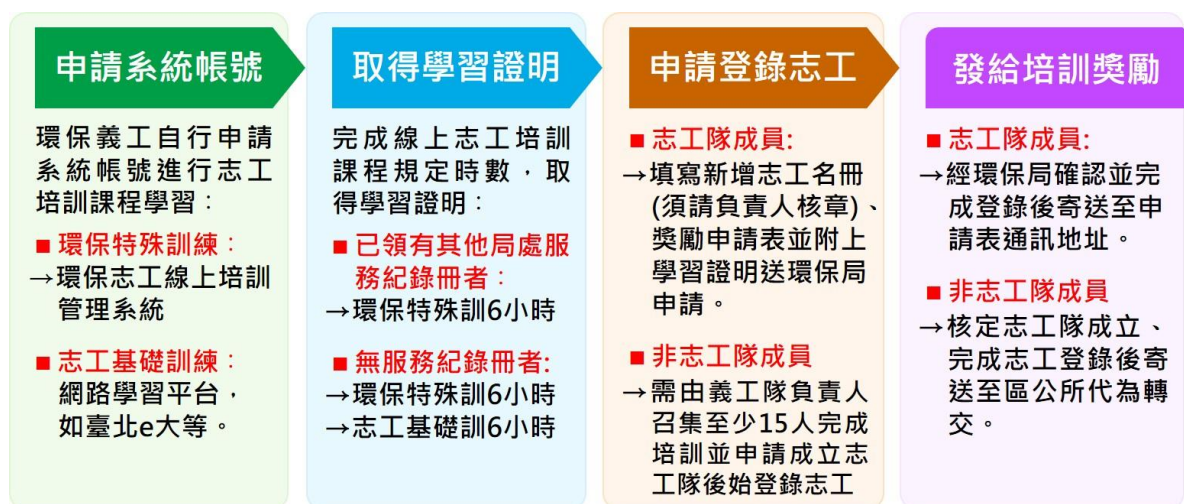 申請系統帳號
環保義工自行申請
系統帳號進行志工
培訓課程學習：
■環保特殊訓練：
→環保志工線上培訓
管理系統
■志工基礎訓練：
網路學習平台，
如臺北e大等。
取得學習證明
完成線上志工培訓
課程規定時數，取
得學習證明：
■已領有其他局處服
務紀錄冊者：
→環保特殊訓6小時
■無服務紀錄冊者:
→環保特殊訓6小時
→志工基礎訓6小時
申請登錄志工
■志工隊成員:
→填寫新增志工名冊
(須請負責人核章)、
獎勵申請表並附上
學習證明送環保局
申請。
■非志工隊成員
→需由義工隊負責人
召集至少15人完成
培訓並申請成立志
工隊後始登錄志工
發給培訓獎勵
■志工隊成員:
→經環保局確認並完
成登錄後寄送至申
請表通訊地址。
■非志工隊成員
→核定志工隊成立、
完成志工登錄後寄
送至區公所代為轉
交。